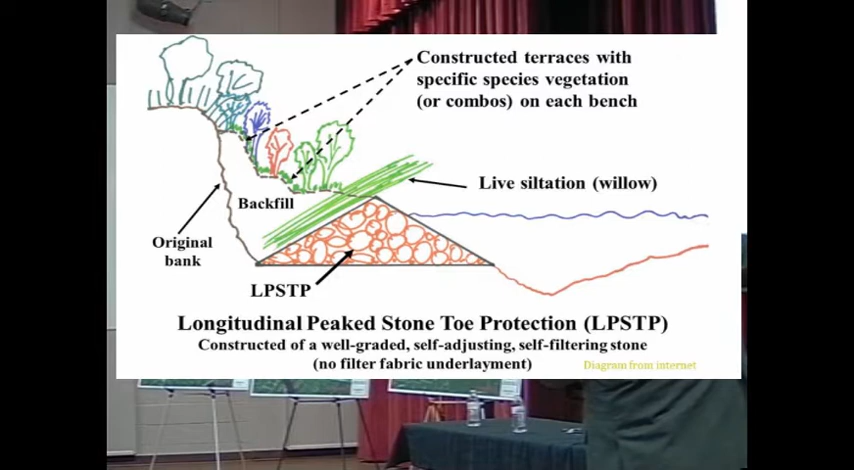 Constructed terraces with
specific species vegetation
(or combos) on each bench
Live siltation (willow)
Backfill
Original
bank
LPSTP
Longitudinal Peaked Stone Toe Protection (LPSTP)
Constructed of a well-graded, self-adjusting, self-filtering stone
(no filter fabric underlayment)
Diagram from internet